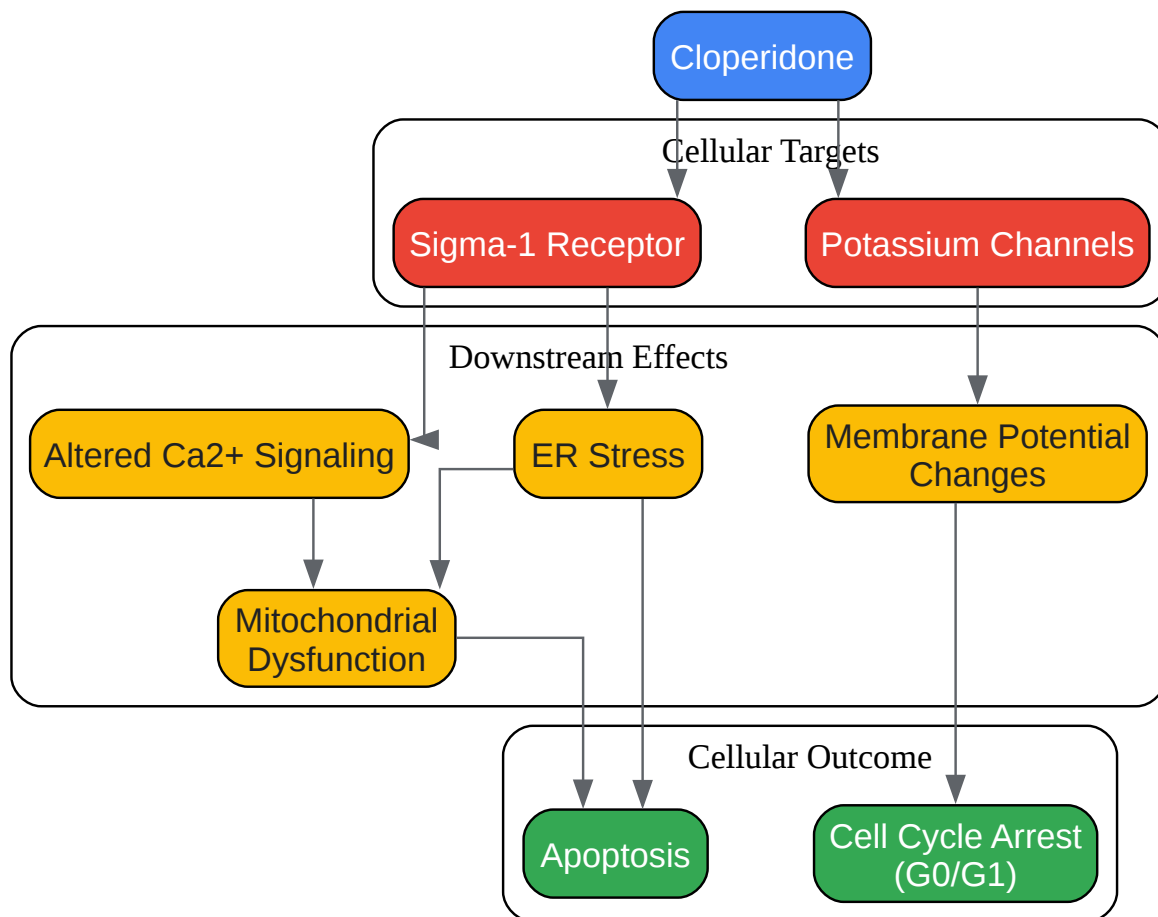 Cloperidone
Cellular Targets
Sigma-1 Receptor
Potassium Channels
Downstream Effects
Altered Ca2+ Signaling
ER Stress
Membrane Potential
Changes
Mitochondrial
Dysfunction
Cellular Outcome
Apoptosis
Cell Cycle Arrest
(G0/G1)